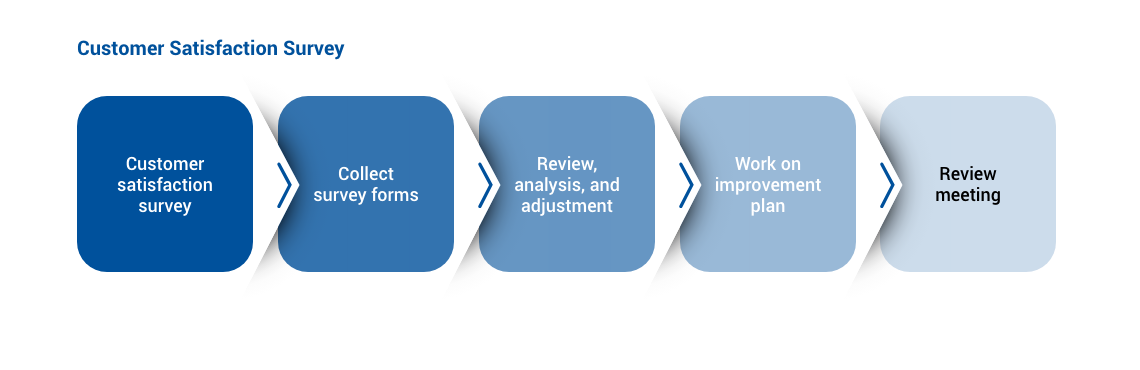 Customer Satisfaction Survey
Customer
satisfaction
survey
Collect
survey forms
Review,
analysis, and
adjustment
Work on
improvement
plan
Review
meeting